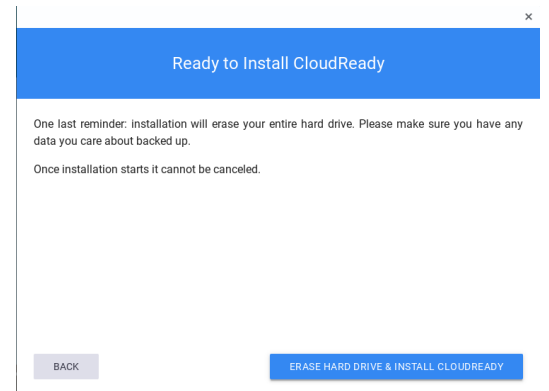 Ready to Install CloudReady
One last reminder: installation will erase your entire hard drive. Please make sure you have any
data you care about backed up.
Once installation starts it cannot be canceled.
BACK
ERASE HARD DRIVE & INSTALL CLOUDREADY